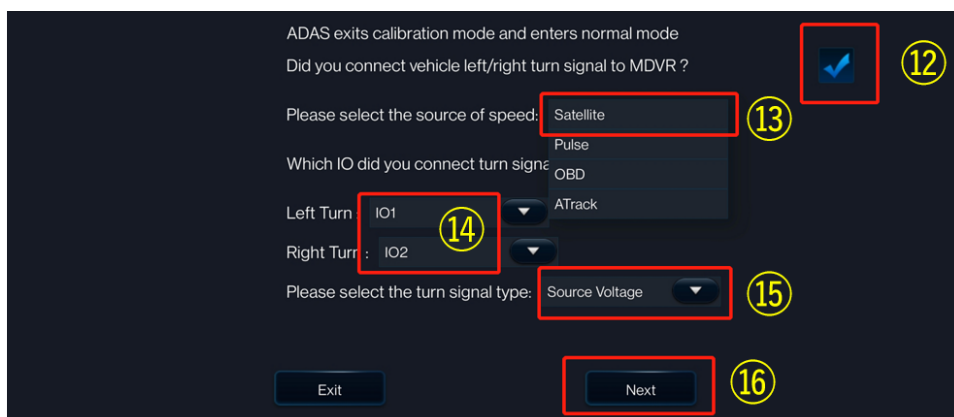 ADAS exits calibration mode and enters normal mode
Did you connect vehicle left/right turn signal to MDVR ?
⑫
Please select the source of speed: Satellite
⑬
Pulse
Which IO did you connect turn signa
OBD
ATrack
Left Turn : IO1
⑭
Right Turn : IO2
Please select the turn signal type: Source Voltage
⑮
Exit
Next
⑯